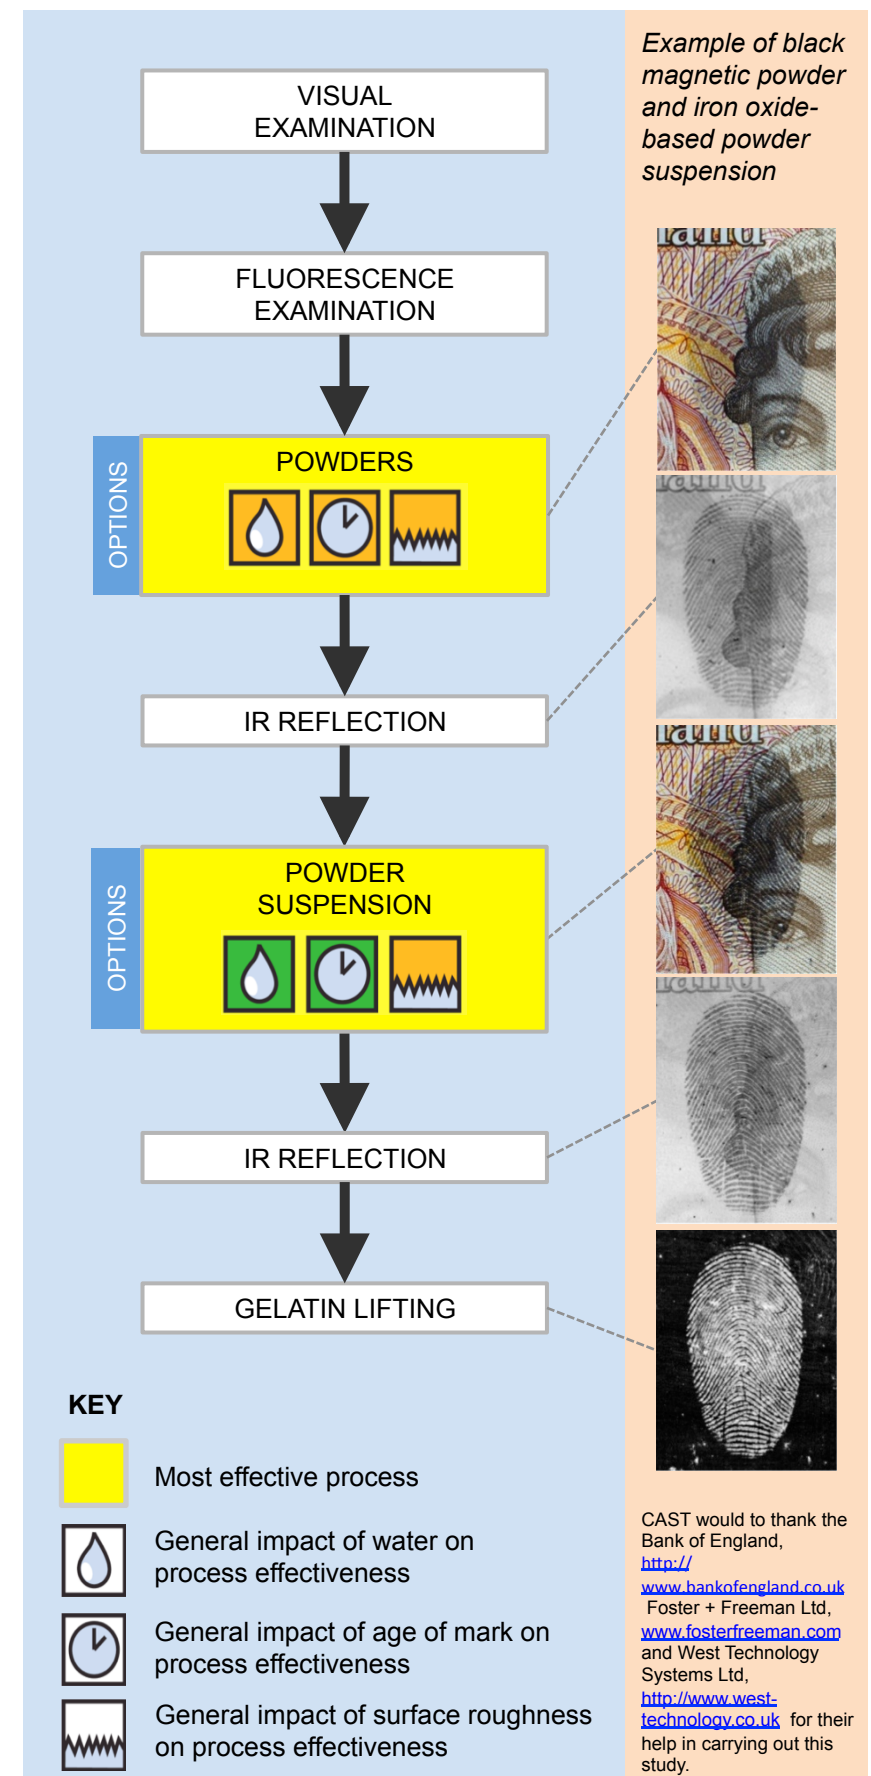 VISUAL
EXAMINATION
FLUORESCENCE
EXAMINATION
OPTIONS
POWDERS
IR REFLECTION
OPTIONS
POWDER
SUSPENSION
IR REFLECTION
GELATIN LIFTING
KEY
Most effective process
General impact of water on
process effectiveness
General impact of age of mark on
process effectiveness
General impact of surface roughness
on process effectiveness
Example of black
magnetic powder
and iron oxide-
based powder
suspension
land
land
land
land
CAST would to thank the
Bank of England,
http://
www.bankofengland.co.uk
Foster + Freeman Ltd,
www.fosterfreeman.com
and West Technology
Systems Ltd,
http://www.west-
technology.co.uk for their
help in carrying out this
study.